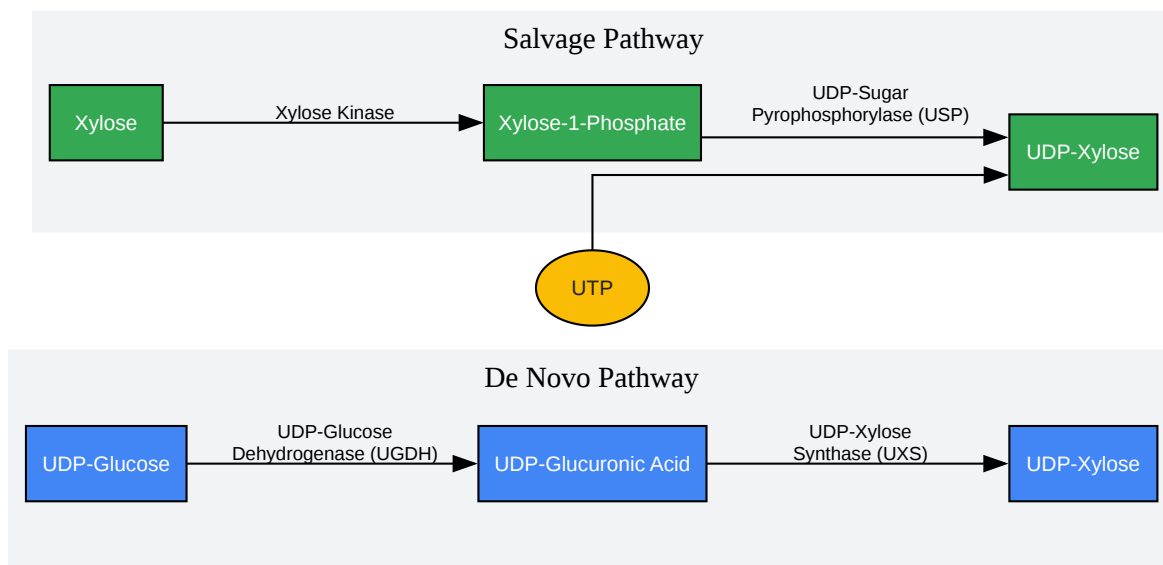 Salvage Pathway
Xylose
Xylose Kinase
Xylose-1-Phosphate
UDP-Sugar
Pyrophosphorylase (USP)
UDP-Xylose
UTP
De Novo Pathway
UDP-Glucose
UDP-Glucose
Dehydrogenase (UGDH)
UDP-Glucuronic Acid
UDP-Xylose
Synthase (UXS)
UDP-Xylose